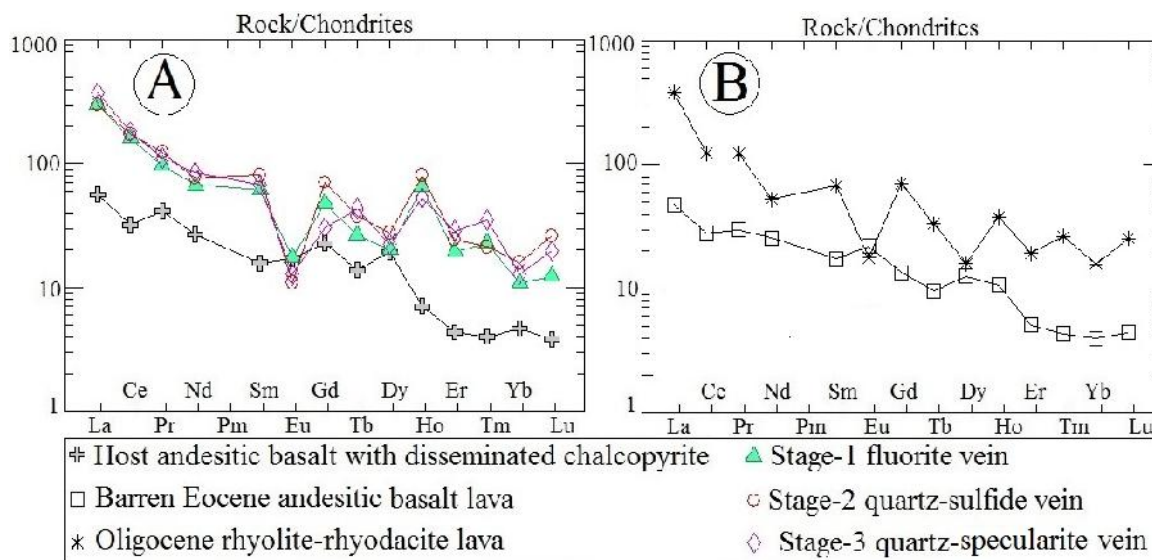 Rock/Chondrites
1000
100
10
1
A
Ce Nd Sm Gd Dy Er Yb
La Pr Pm Eu Tb Ho Tm Lu
Rock/Chondrites
1000
100
10
1
B
Ce Nd Sm Gd Dy Er Yb
La Pr Pm Eu Tb Ho Tm Lu
Host andesitic basalt with disseminated chalcopyrite
Barren Eocene andesitic basalt lava
Oligocene rhyolite-rhyodacite lava
Stage-1 fluorite vein
Stage-2 quartz-sulfide vein
Stage-3 quartz-specularite vein